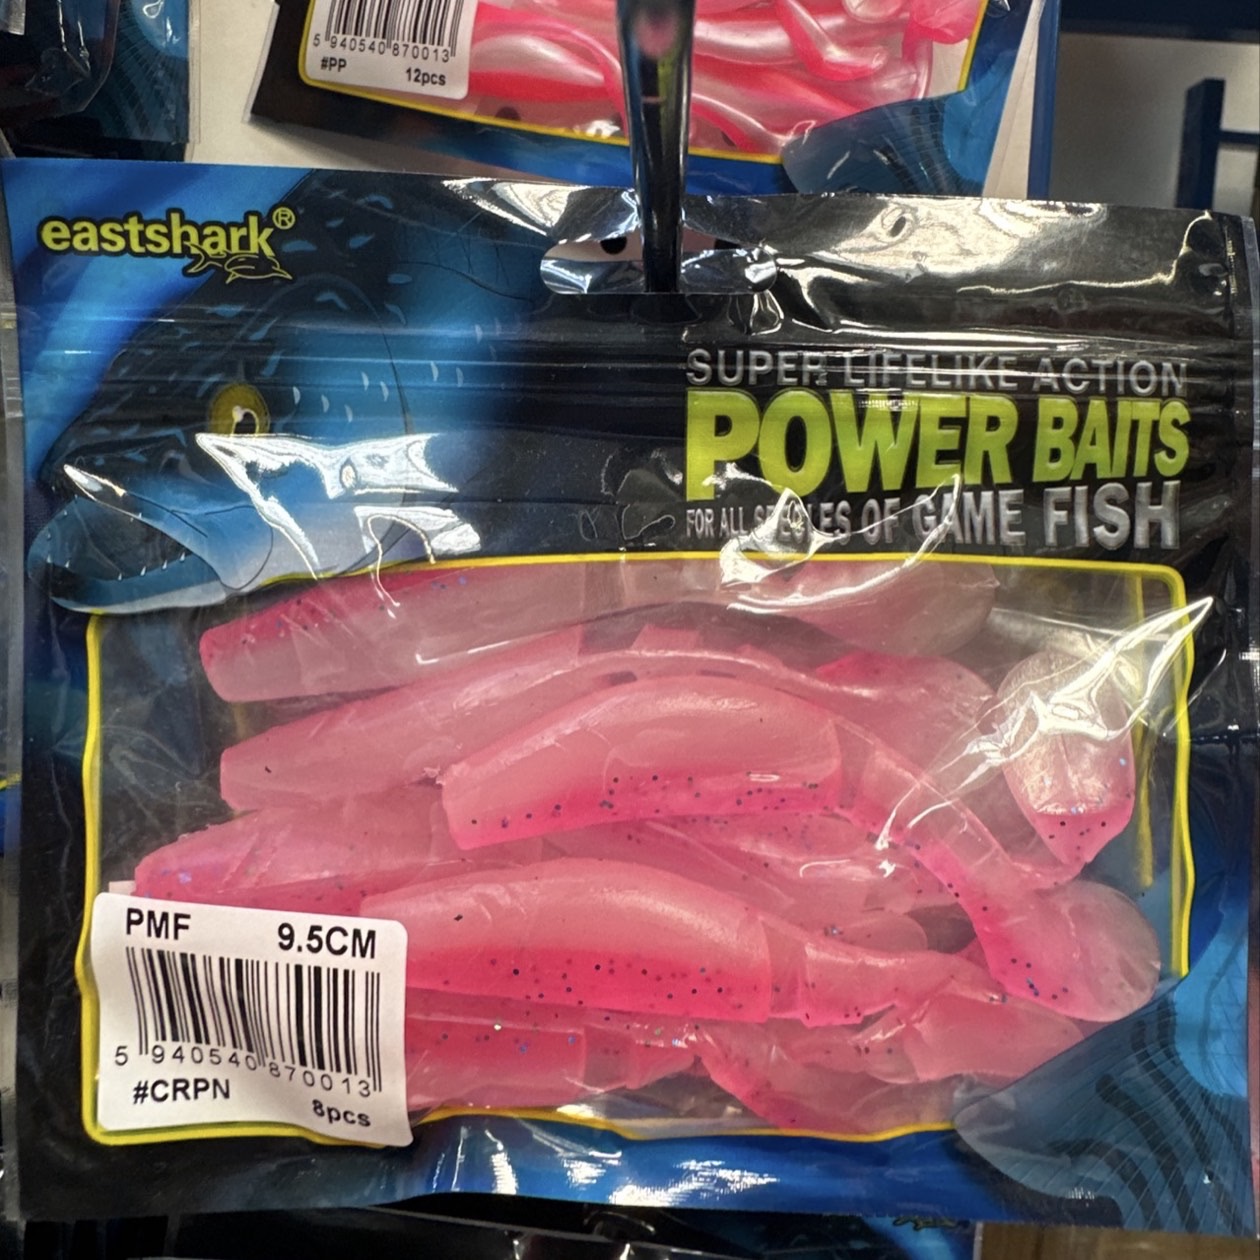 5 940540 870013
#PP 12pcs
eastshark®
SUPER LIFELIKE ACTION
POWER BAITS
FOR ALL SPECIES OF GAME FISH
PMF 9.5CM
5 940540 870013
#CRPN
8pcs